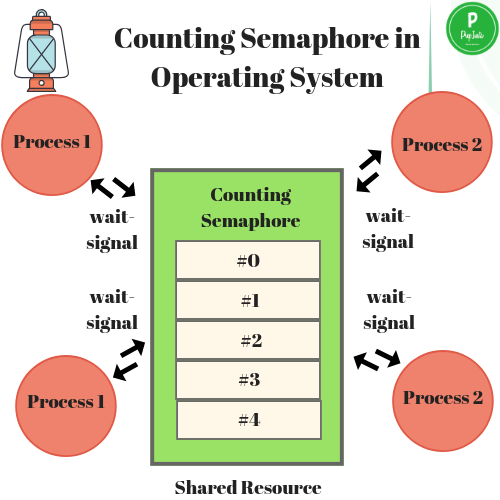 Counting Semaphore in
Operating System
P
Process 1
Process 2
Counting
Semaphore
wait-
signal
wait-
signal
#0
#1
#2
#3
#4
wait-
signal
wait-
signal
Process 1
Process 2
Shared Resource